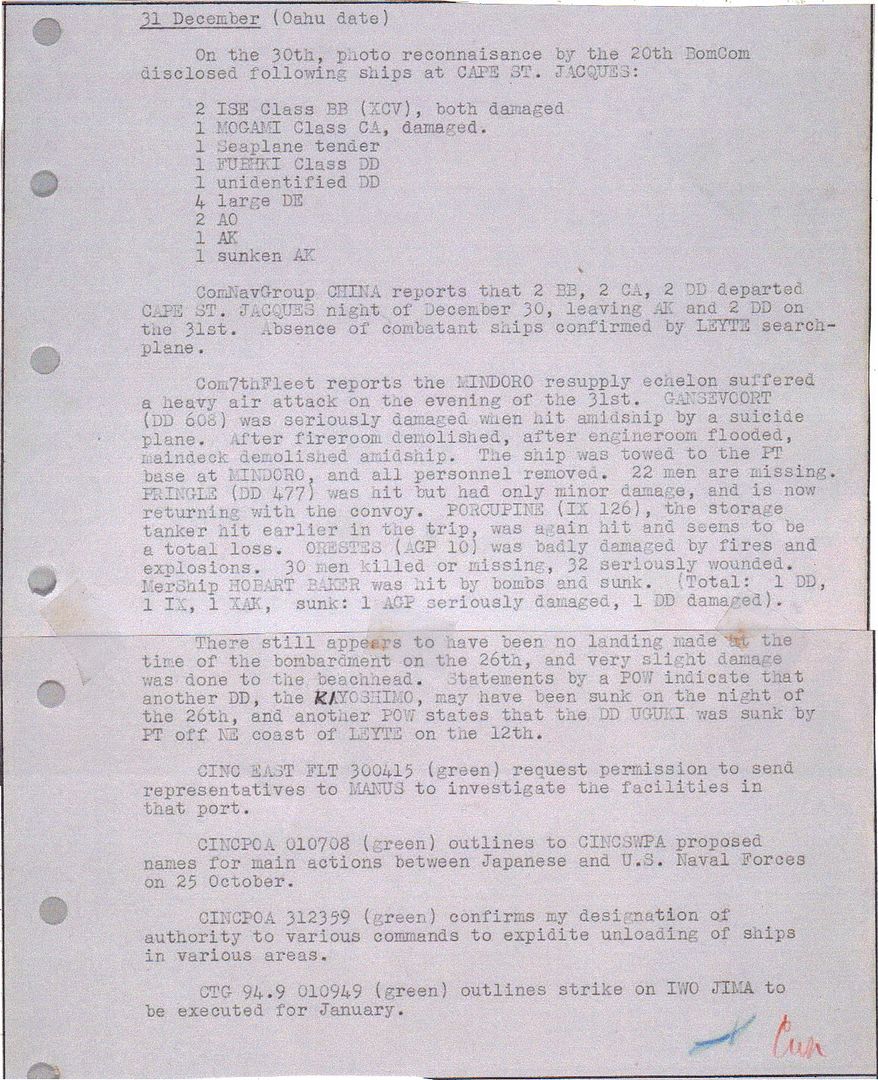 31 December (Oahu date)
On the 30th, photo reconnaisance by the 20th BomCom
disclosed following ships at CAPE ST. JACQUES:
2 ISE Class BB (XCV), both damaged
1 MOGAMI Class CA, damaged.
1 Seaplane tender
1 FUBUKI Class DD
1 unidentified DD
4 large DE
2 AO
1 AK
1 sunken AK
ComNavGroup CHINA reports that 2 BB, 2 CA, 2 DD departed
CAPE ST. JACQUES night of December 30, leaving AK and 2 DD on
the 31st. Absence of combatant ships confirmed by LEYTE search-
plane.
Com7thFleet reports the MINDORO resupply echelon suffered
a heavy air attack on the evening of the 31st. GANSEVOORT
(DD 608) was seriously damaged when hit amidship by a suicide
plane. After fireroom demolished, after engineroom flooded,
maindeck demolished amidship. The ship was towed to the PT
base at MINDORO, and all personnel removed. 22 men are missing.
PRINGLE (DD 477) was hit but had only minor damage, and is now
returning with the convoy. PORCUPINE (IX 126), the storage
tanker hit earlier in the trip, was again hit and seems to be
a total loss. ORESTES (AGP 10) was badly damaged by fires and
explosions. 30 men killed or missing, 32 seriously wounded.
MerShip HOBART BAKER was hit by bombs and sunk. (Total: 1 DD,
1 IX, 1 XAK, sunk: 1 AGP seriously damaged, 1 DD damaged).
There still appears to have been no landing made at the
time of the bombardment on the 26th, and very slight damage
was done to the beachhead. Statements by a POW indicate that
another DD, the KIYOSHIMO, may have been sunk on the night of
the 26th, and another POW states that the DD UGUKI was sunk by
PT off NE coast of LEYTE on the 12th.
CINC EAST FLT 300415 (green) request permission to send
representatives to MANUS to investigate the facilities in
that port.
CINCPOA 010708 (green) outlines to CINCSWPA proposed
names for main actions between Japanese and U.S. Naval Forces
on 25 October.
CINCPOA 312359 (green) confirms my designation of
authority to various commands to expidite unloading of ships
in various areas.
CTG 94.9 010949 (green) outlines strike on IWO JIMA to
be executed for January.